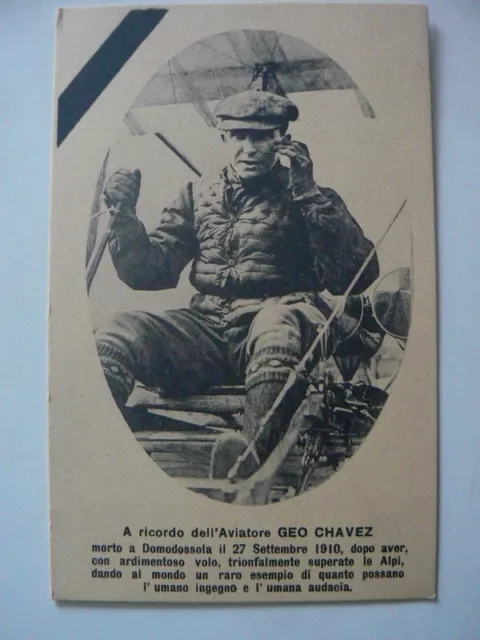 A ricordo dell'Aviatore GEO CHAVEZ
morto a Domodossola il 27 Settembre 1910, dopo aver,
con ardimentoso volo, trionfalmente superate le Alpi,
dando al mondo un raro esempio di quanto possano
l'umano ingegno e l'umana audacia.